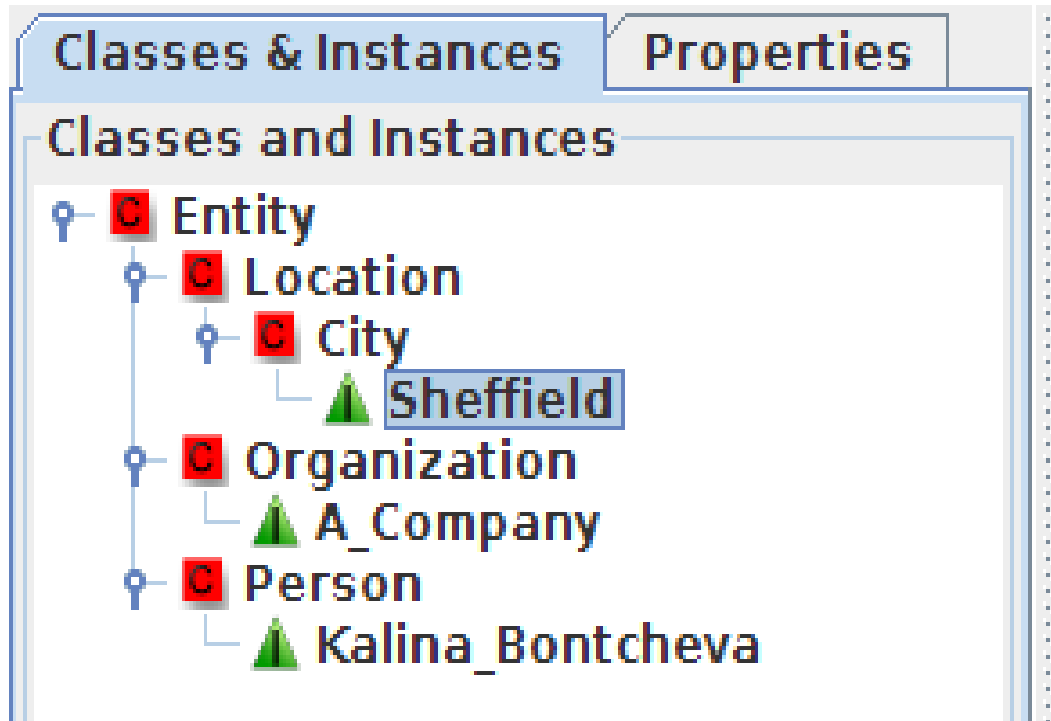 Classes & Instances Properties
Classes and Instances
C Entity
C Location
C City
Sheffield
C Organization
A_Company
C Person
Kalina_Bontcheva